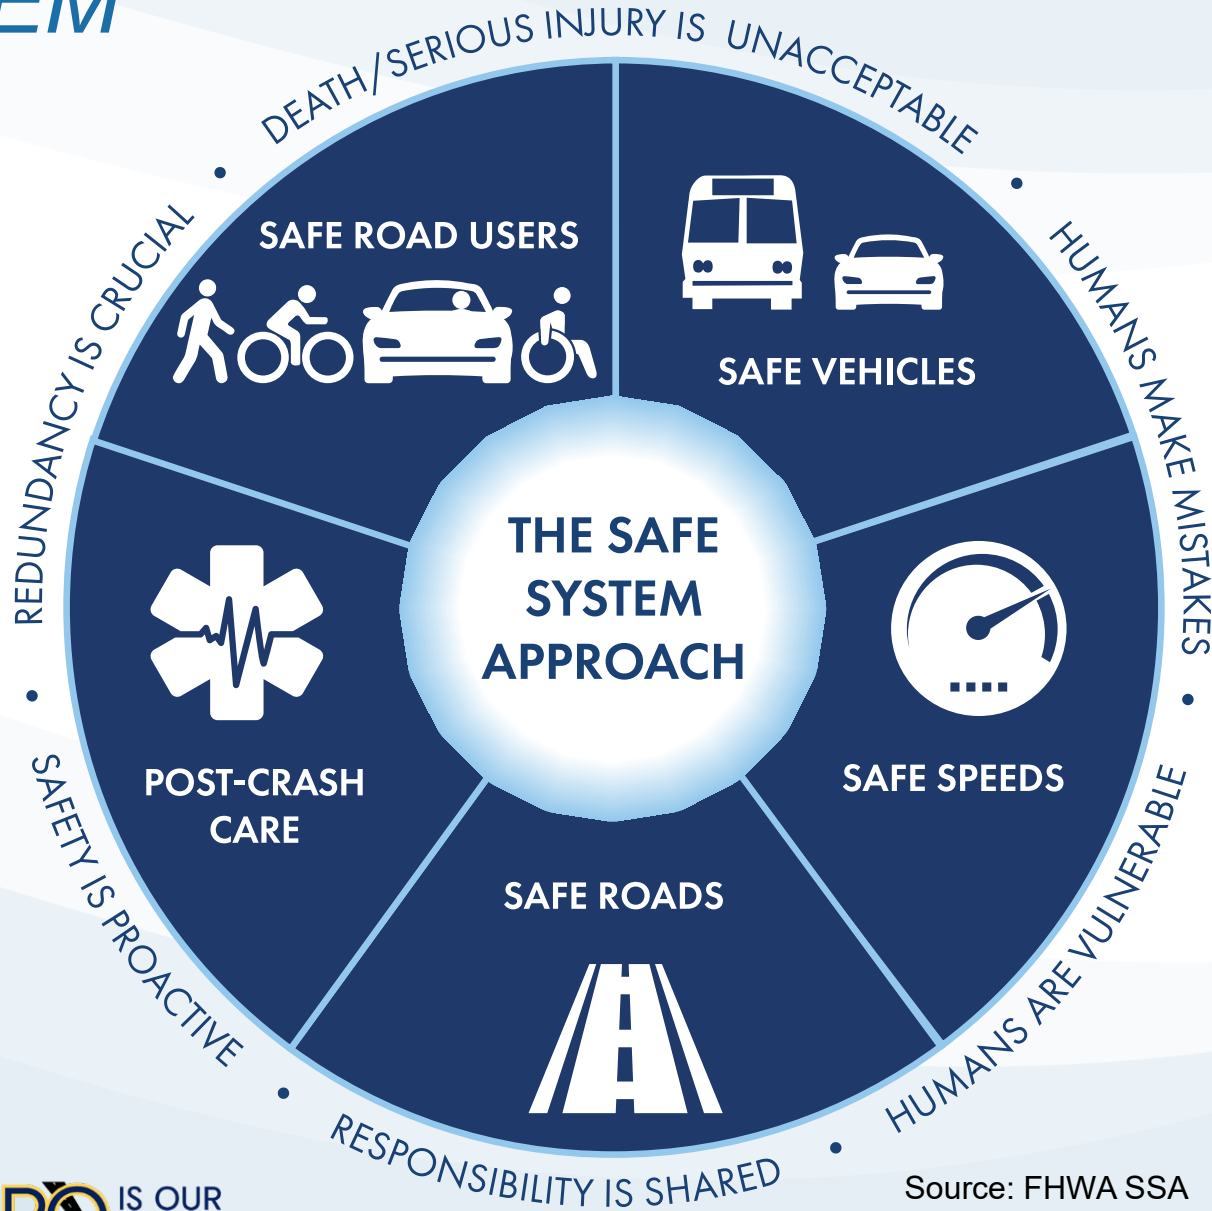 DEATH/SERIOUS INJURY IS UNACCEPTABLE
HUMANS MAKE MISTAKES
HUMANS ARE VULNERABLE
RESPONSIBILITY IS SHARED
SAFETY IS PROACTIVE
REDUNDANCY IS CRUCIAL
SAFE ROAD USERS
SAFE VEHICLES
THE SAFE
SYSTEM
APPROACH
SAFE SPEEDS
POST-CRASH
CARE
SAFE ROADS
IS OUR
Source: FHWA SSA